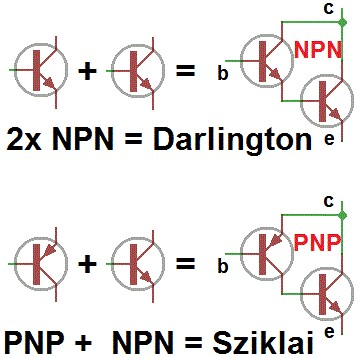 + =
c
b
NPN
e
2x NPN = Darlington
+ =
c
b
PNP
e
PNP + NPN = Sziklai